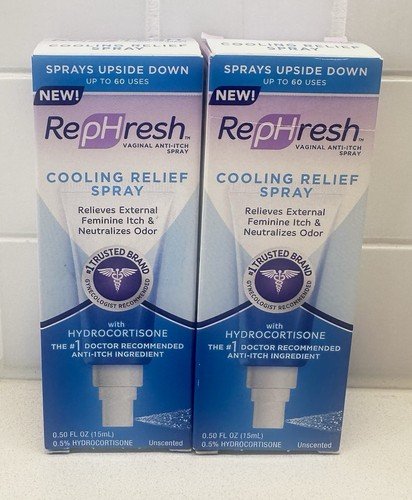 COOLING RELIEF
SPRAY
SPRAYS UPSIDE DOWN
UP TO 60 USES
NEW!
RepHresh™
VAGINAL ANTI-ITCH
SPRAY
COOLING RELIEF
SPRAY
Relieves External
Feminine Itch &
Neutralizes Odor
#1 TRUSTED BRAND
GYNECOLOGIST RECOMMENDED
with
HYDROCORTISONE
THE #1 DOCTOR RECOMMENDED
ANTI-ITCH INGREDIENT
0.50 FL OZ (15mL)
0.5% HYDROCORTISONE Unscented
COOLING RELIEF
SPRAY
SPRAYS UPSIDE DOWN
UP TO 60 USES
NEW!
RepHresh™
VAGINAL ANTI-ITCH
SPRAY
COOLING RELIEF
SPRAY
Relieves External
Feminine Itch &
Neutralizes Odor
#1 TRUSTED BRAND
GYNECOLOGIST RECOMMENDED
with
HYDROCORTISONE
THE #1 DOCTOR RECOMMENDED
ANTI-ITCH INGREDIENT
0.50 FL OZ (15mL)
0.5% HYDROCORTISONE Unscented